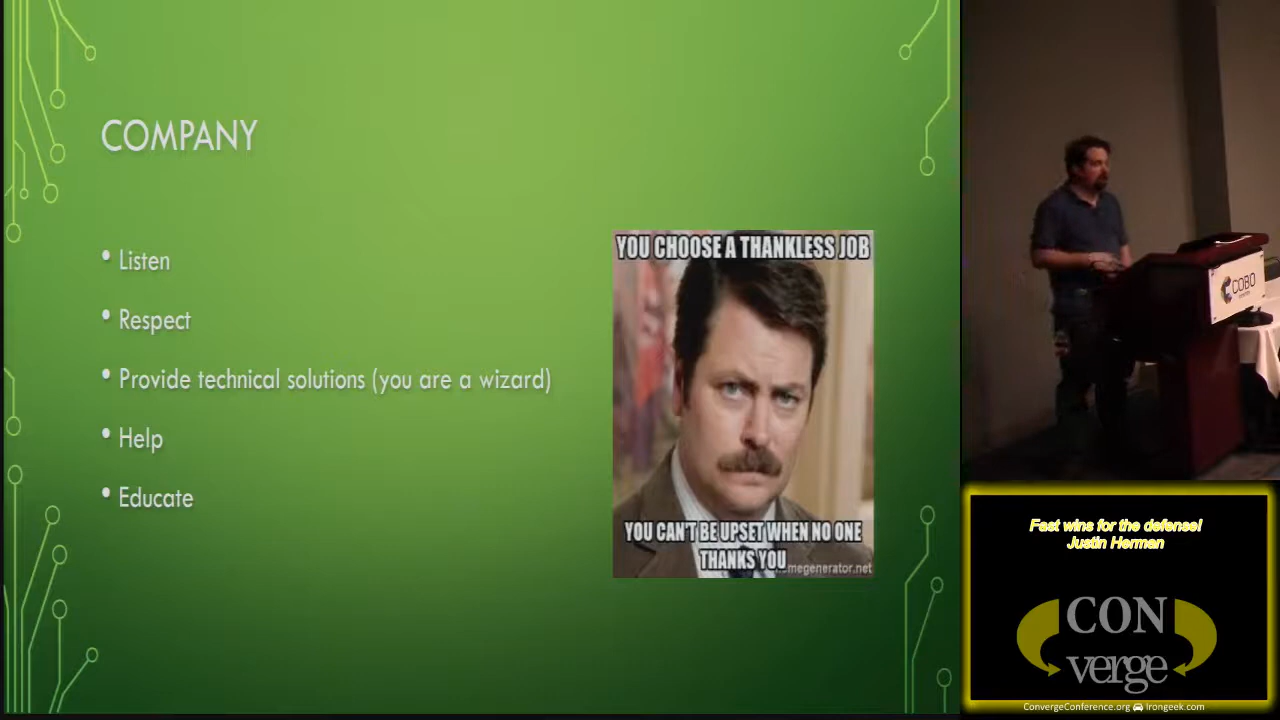 COMPANY
• Listen
• Respect
• Provide technical solutions (you are a wizard)
• Help
• Educate
YOU CHOOSE A THANKLESS JOB
YOU CAN'T BE UPSET WHEN NO ONE
THANKS YOU
megenerator.net
COBO
Fast wins for the defense!
Justin Herman
CON
verge
ConvergeConference.org Irongeek.com